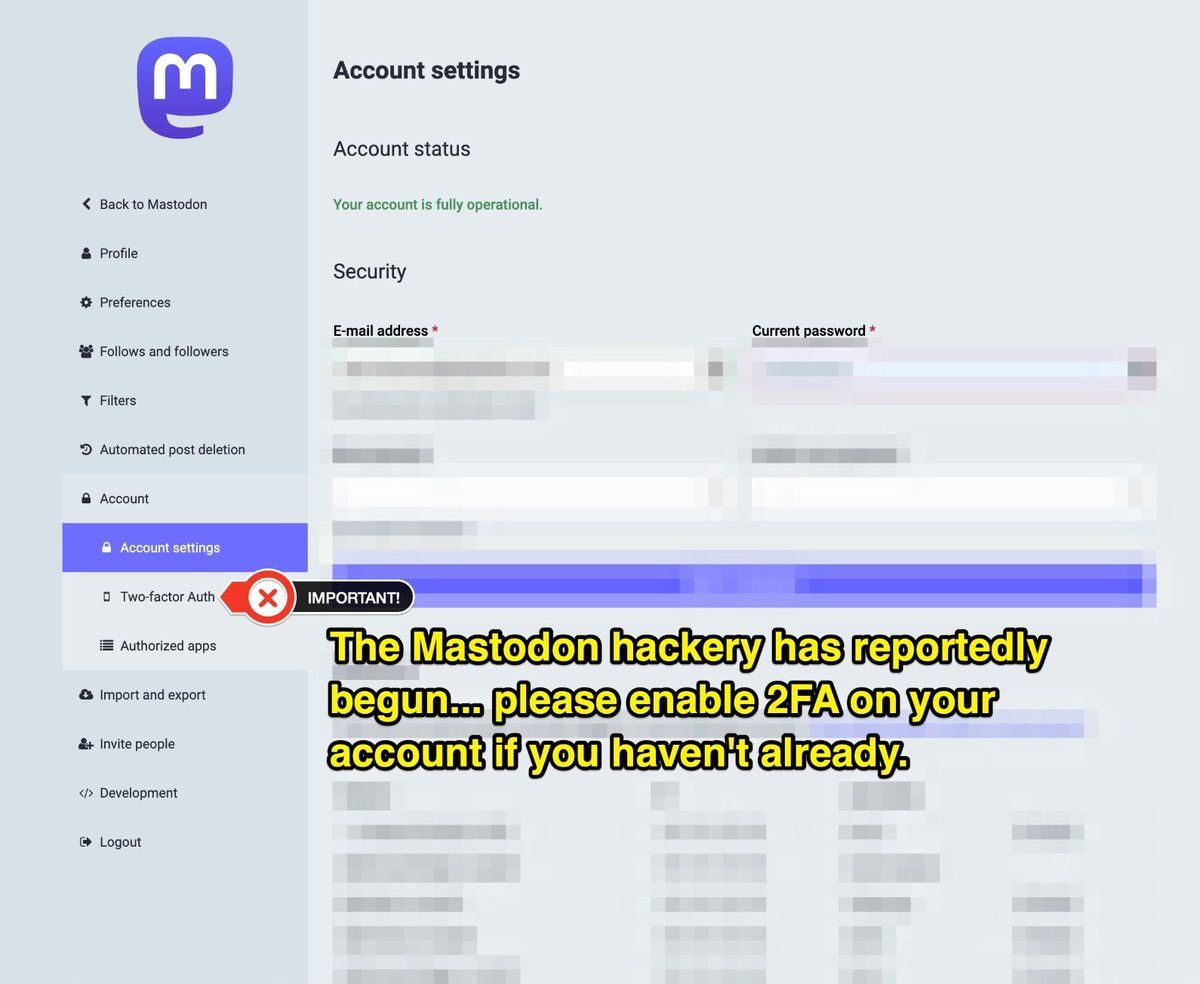 Account settings
Account status
Back to Mastodon
Your account is fully operational.
Profile
Security
Preferences
E-mail address *
Current password *
Follows and followers
Filters
Automated post deletion
Account
Account settings
Two-factor Auth
IMPORTANT!
Authorized apps
The Mastodon hackery has reportedly
begun... please enable 2FA on your
account if you haven't already.
Import and export
Invite people
Development
Logout